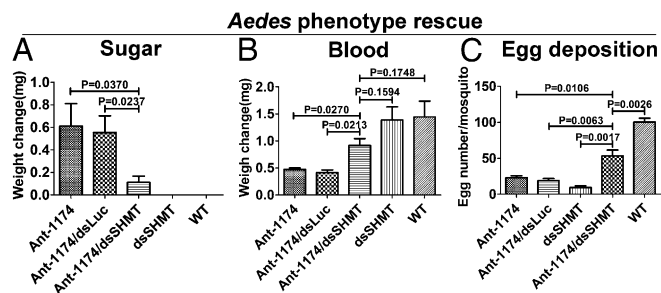 Aedes phenotype rescue
A Sugar
Weight change(mg)
1.0
0.8
0.6
0.4
0.2
0.0
P=0.0370
P=0.0237
Ant-1174
Ant-1174/dsLuc
Ant-1174/dsSHMT
dsSHMT
WT
B Blood
Weigh change(mg)
2.0
1.5
1.0
0.5
0.0
P=0.1748
P=0.1594
P=0.0270
P=0.0213
Ant-1174
Ant-1174/dsLuc
Ant-1174/dsSHMT
dsSHMT
WT
C Egg deposition
Egg number/mosquito
150
100
50
0
P=0.0106
P=0.0026
P=0.0063
P=0.0017
Ant-1174
Ant-1174/dsLuc
dsSHMT
Ant-1174/dsSHMT
WT